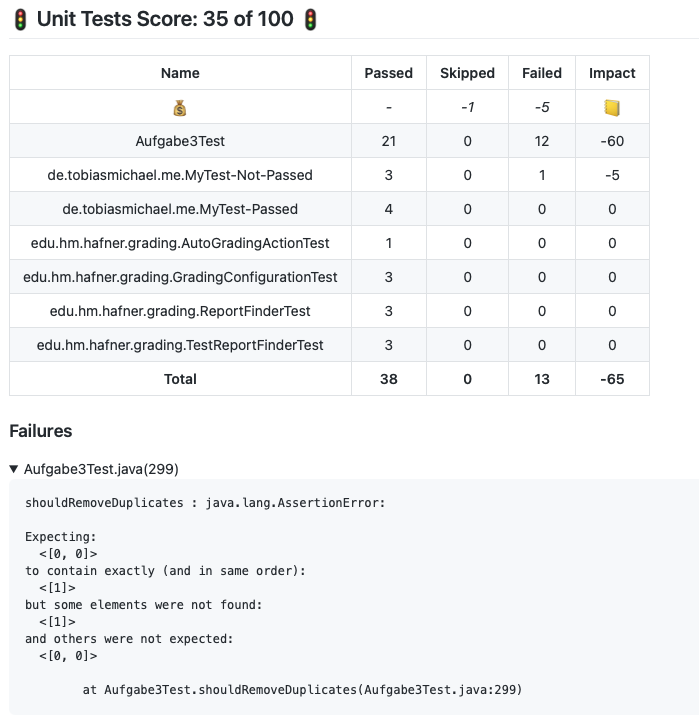 🚦 Unit Tests Score: 35 of 100 🚦
Name Passed Skipped Failed Impact
💰 - -1 -5 📒
Aufgabe3Test 21 0 12 -60
de.tobiasmichael.me.MyTest-Not-Passed 3 0 1 -5
de.tobiasmichael.me.MyTest-Passed 4 0 0 0
edu.hm.hafner.grading.AutoGradingActionTest 1 0 0 0
edu.hm.hafner.grading.GradingConfigurationTest 3 0 0 0
edu.hm.hafner.grading.ReportFinderTest 3 0 0 0
edu.hm.hafner.grading.TestReportFinderTest 3 0 0 0
Total 38 0 13 -65
Failures
▼ Aufgabe3Test.java(299)
shouldRemoveDuplicates : java.lang.AssertionError:
Expecting:
<[0, 0]>
to contain exactly (and in same order):
<[1]>
but some elements were not found:
<[1]>
and others were not expected:
<[0, 0]>
at Aufgabe3Test.shouldRemoveDuplicates(Aufgabe3Test.java:299)